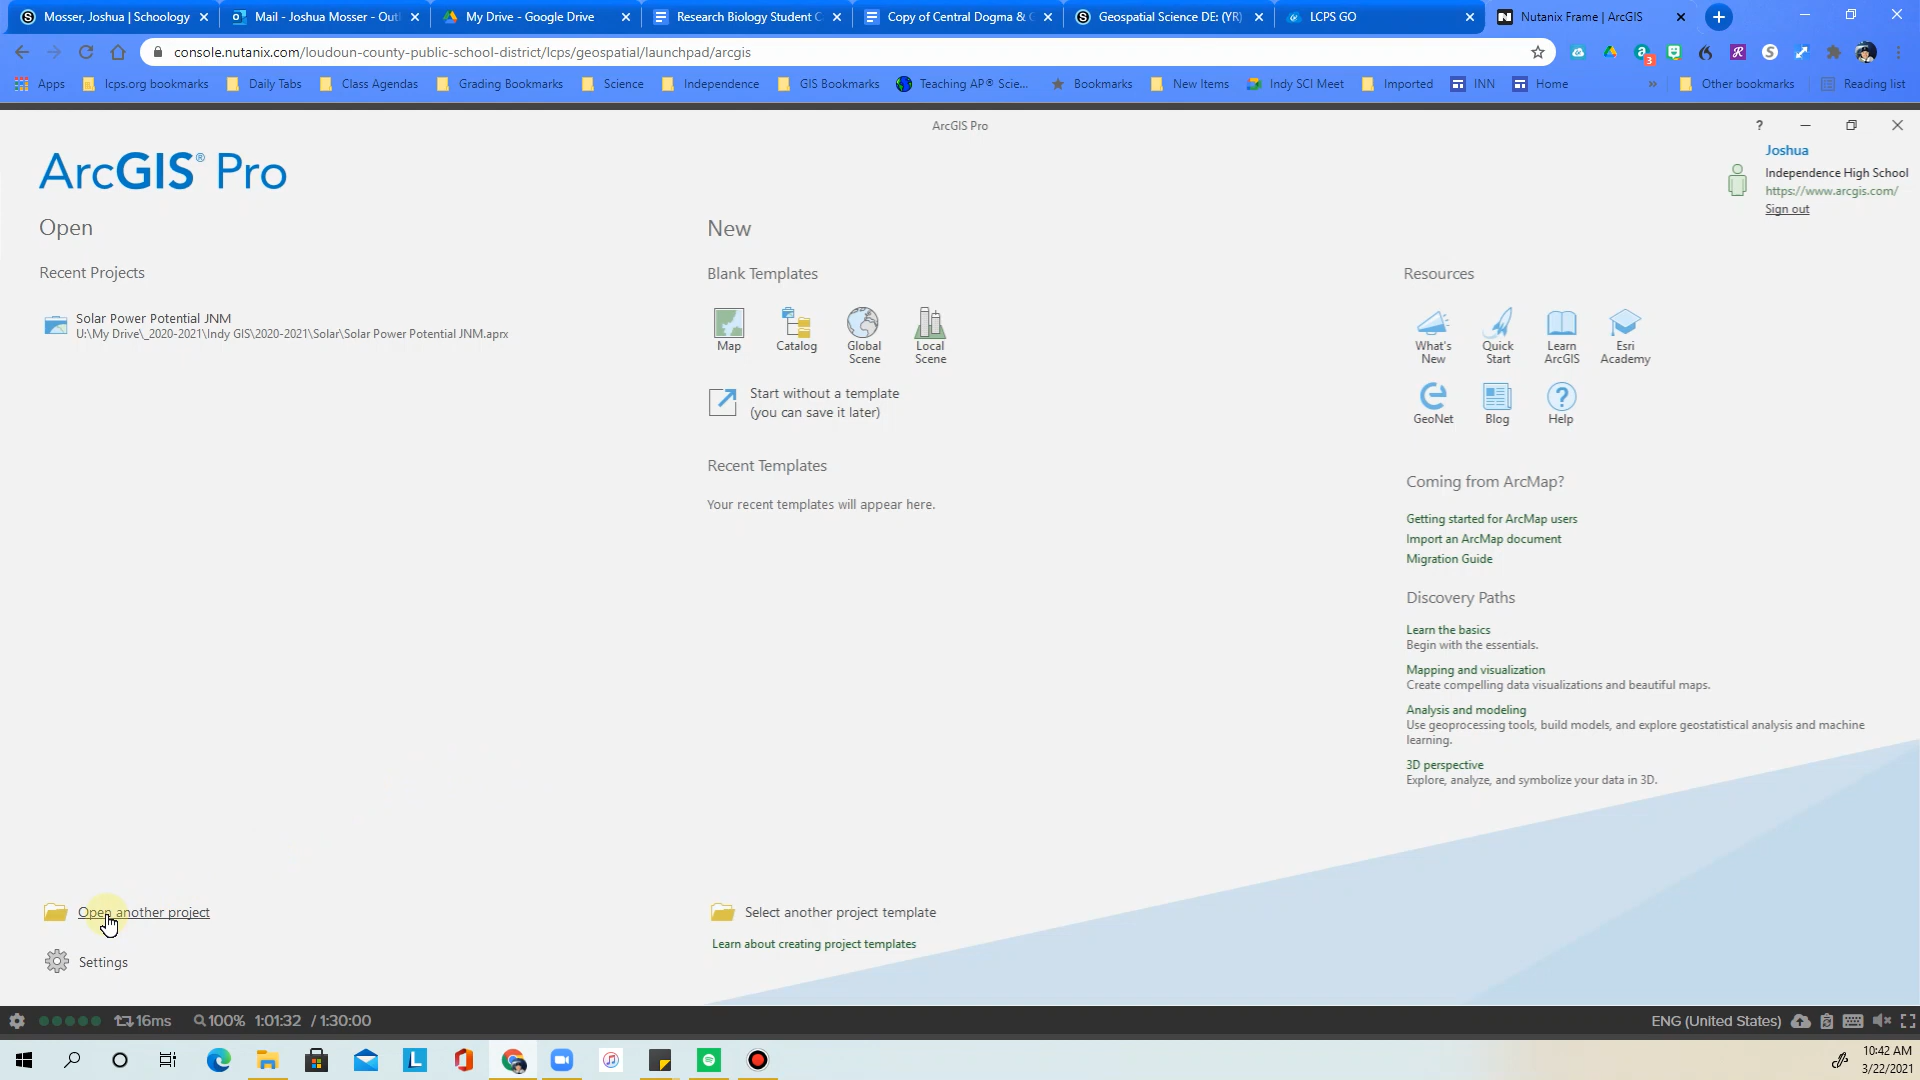 Mosser, Joshua | Schoology
Mail - Joshua Mosser - Out
My Drive - Google Drive
Research Biology Student C
Copy of Central Dogma &
Geospatial Science DE: (YR)
LCPS GO
Nutanix Frame | ArcGIS
console.nutanix.com/loudoun-county-public-school-district/lcps/geospatial/launchpad/arcgis
3
Apps
lcps.org bookmarks
Daily Tabs
Class Agendas
Grading Bookmarks
Science
Independence
GIS Bookmarks
Teaching AP® Scie...
Bookmarks
New Items
Indy SCI Meet
Imported
INN
Home
»
Other bookmarks
Reading list
ArcGIS Pro
?
ArcGIS® Pro
Joshua
Independence High School
https://www.arcgis.com/
Sign out
Open
New
Recent Projects
Blank Templates
Resources
Solar Power Potential JNM
U:\My Drive\_2020-2021\Indy GIS\2020-2021\Solar\Solar Power Potential JNM.aprx
Map
Catalog
Global
Scene
Local
Scene
What's
New
Quick
Start
Learn
ArcGIS
Esri
Academy
Start without a template
(you can save it later)
GeoNet
Blog
Help
Recent Templates
Your recent templates will appear here.
Coming from ArcMap?
Getting started for ArcMap users
Import an ArcMap document
Migration Guide
Discovery Paths
Learn the basics
Begin with the essentials.
Mapping and visualization
Create compelling data visualizations and beautiful maps.
Analysis and modeling
Use geoprocessing tools, build models, and explore geostatistical analysis and machine
learning.
3D perspective
Explore, analyze, and symbolize your data in 3D.
Open another project
Settings
Select another project template
Learn about creating project templates
16ms
100%
1:01:32 / 1:30:00
ENG (United States)
10:42 AM
3/22/2021